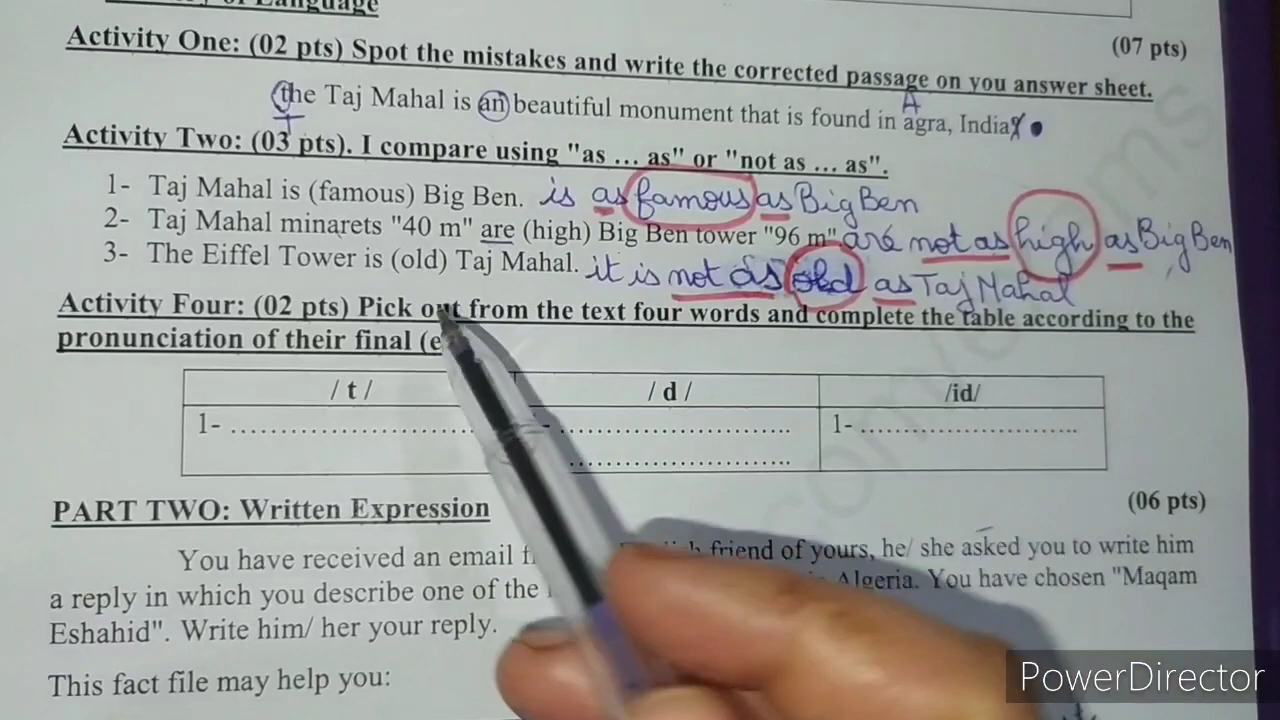 Language
(07 pts)
Activity One: (02 pts) Spot the mistakes and write the corrected passage on you answer sheet.
the Taj Mahal is an beautiful monument that is found in agra, India
T A
Activity Two: (03 pts). I compare using "as ... as" or "not as ... as".
1- Taj Mahal is (famous) Big Ben. is as famous as Big Ben
2- Taj Mahal minarets "40 m" are (high) Big Ben tower "96 m" are not as high as Big Ben
3- The Eiffel Tower is (old) Taj Mahal. it is not as old as Taj Mahal
Activity Four: (02 pts) Pick out from the text four words and complete the table according to the
pronunciation of their final (e
/ t / / d / /id/
1- ........................ - ........................ 1- ........................
........................
PART TWO: Written Expression (06 pts)
You have received an email friend of yours, he/ she asked you to write him
a reply in which you describe one of the Algeria. You have chosen "Maqam
Eshahid". Write him/ her your reply.
This fact file may help you:
PowerDirector